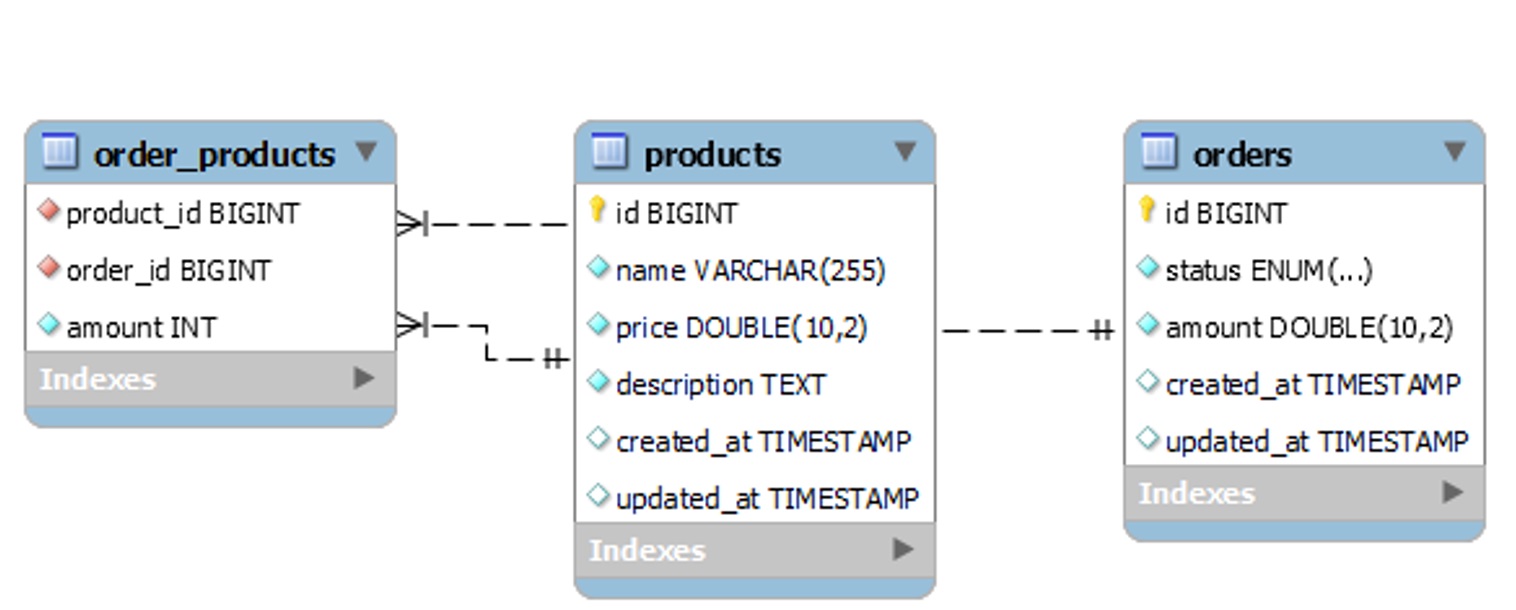 order_products
product_id BIGINT
order_id BIGINT
amount INT
Indexes
products
id BIGINT
name VARCHAR(255)
price DOUBLE(10,2)
description TEXT
created_at TIMESTAMP
updated_at TIMESTAMP
Indexes
orders
id BIGINT
status ENUM(...)
amount DOUBLE(10,2)
created_at TIMESTAMP
updated_at TIMESTAMP
Indexes